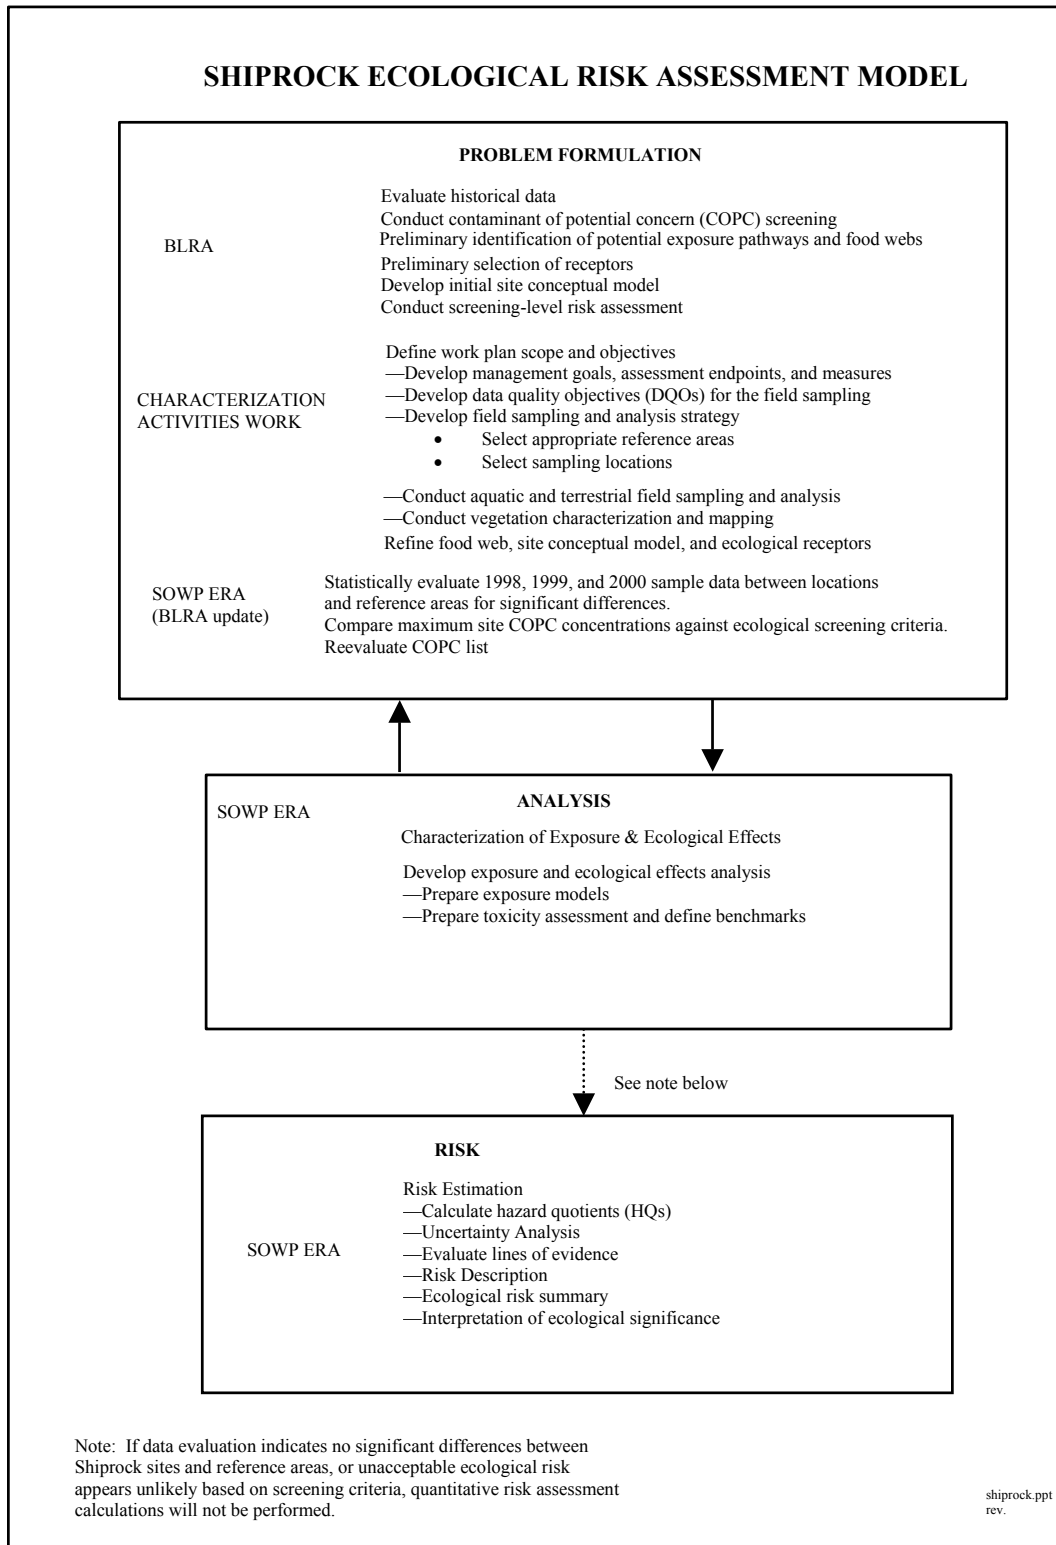 SHIPROCK ECOLOGICAL RISK ASSESSMENT MODEL
PROBLEM FORMULATION
BLRA
Evaluate historical data
Conduct contaminant of potential concern (COPC) screening
Preliminary identification of potential exposure pathways and food webs
Preliminary selection of receptors
Develop initial site conceptual model
Conduct screening-level risk assessment
CHARACTERIZATION
ACTIVITIES WORK
Define work plan scope and objectives
—Develop management goals, assessment endpoints, and measures
—Develop data quality objectives (DQOs) for the field sampling
—Develop field sampling and analysis strategy
• Select appropriate reference areas
• Select sampling locations
—Conduct aquatic and terrestrial field sampling and analysis
—Conduct vegetation characterization and mapping
Refine food web, site conceptual model, and ecological receptors
SOWP ERA
(BLRA update)
Statistically evaluate 1998, 1999, and 2000 sample data between locations
and reference areas for significant differences.
Compare maximum site COPC concentrations against ecological screening criteria.
Reevaluate COPC list
SOWP ERA
ANALYSIS
Characterization of Exposure & Ecological Effects
Develop exposure and ecological effects analysis
—Prepare exposure models
—Prepare toxicity assessment and define benchmarks
See note below
RISK
SOWP ERA
Risk Estimation
—Calculate hazard quotients (HQs)
—Uncertainty Analysis
—Evaluate lines of evidence
—Risk Description
—Ecological risk summary
—Interpretation of ecological significance
Note: If data evaluation indicates no significant differences between
Shiprock sites and reference areas, or unacceptable ecological risk
appears unlikely based on screening criteria, quantitative risk assessment
calculations will not be performed.
shiprock.ppt
rev.